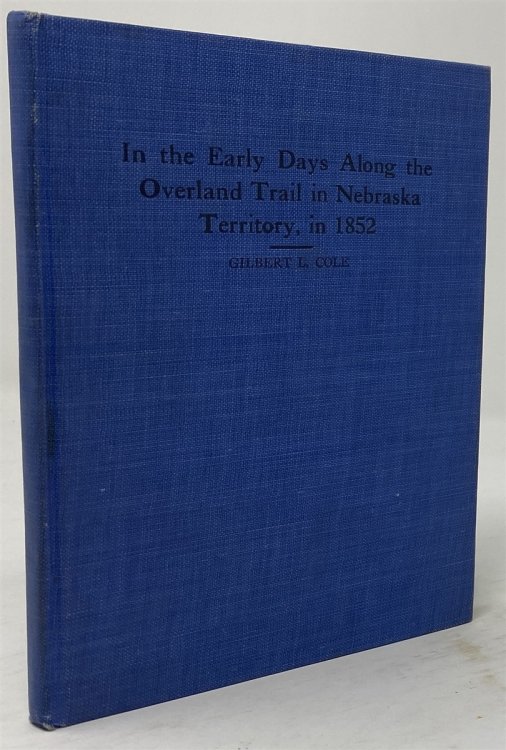 In the Early Days Along the
Overland Trail in Nebraska
Territory, in 1852
GILBERT L. COLE